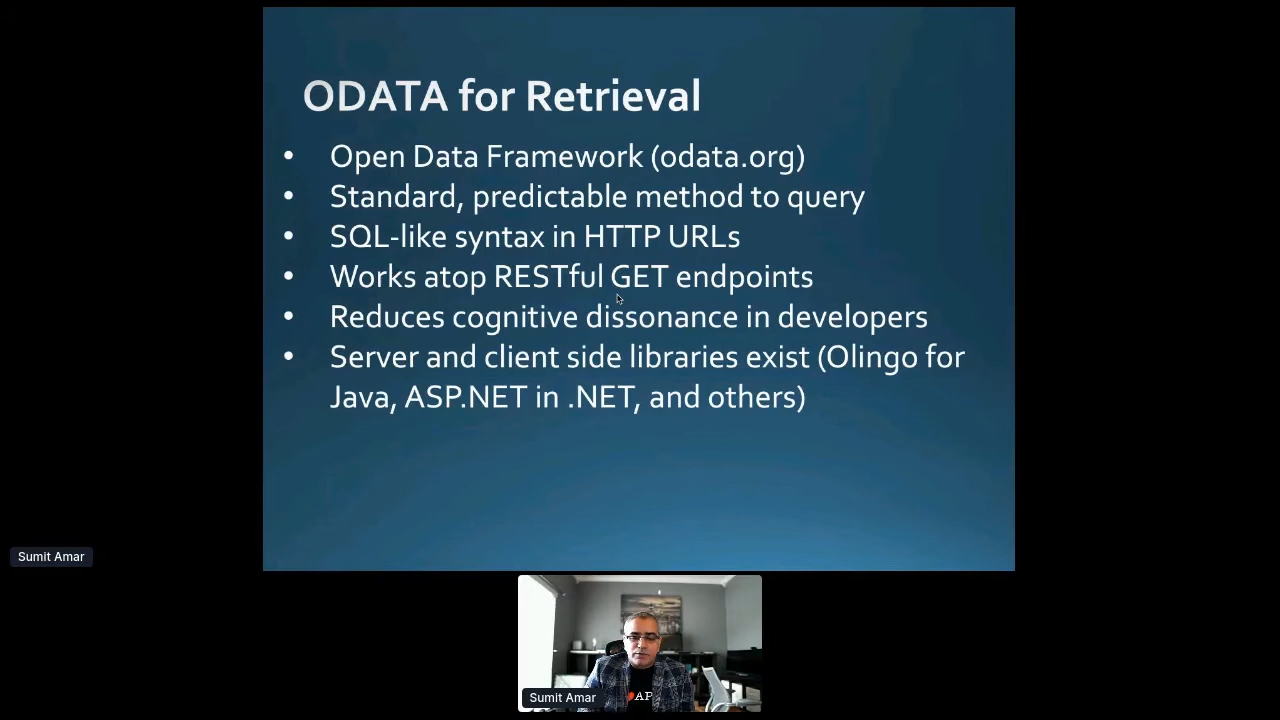 ODATA for Retrieval
• Open Data Framework (odata.org)
• Standard, predictable method to query
• SQL-like syntax in HTTP URLs
• Works atop RESTful GET endpoints
• Reduces cognitive dissonance in developers
• Server and client side libraries exist (Olingo for
Java, ASP.NET in .NET, and others)
Sumit Amar
Sumit Amar
AP